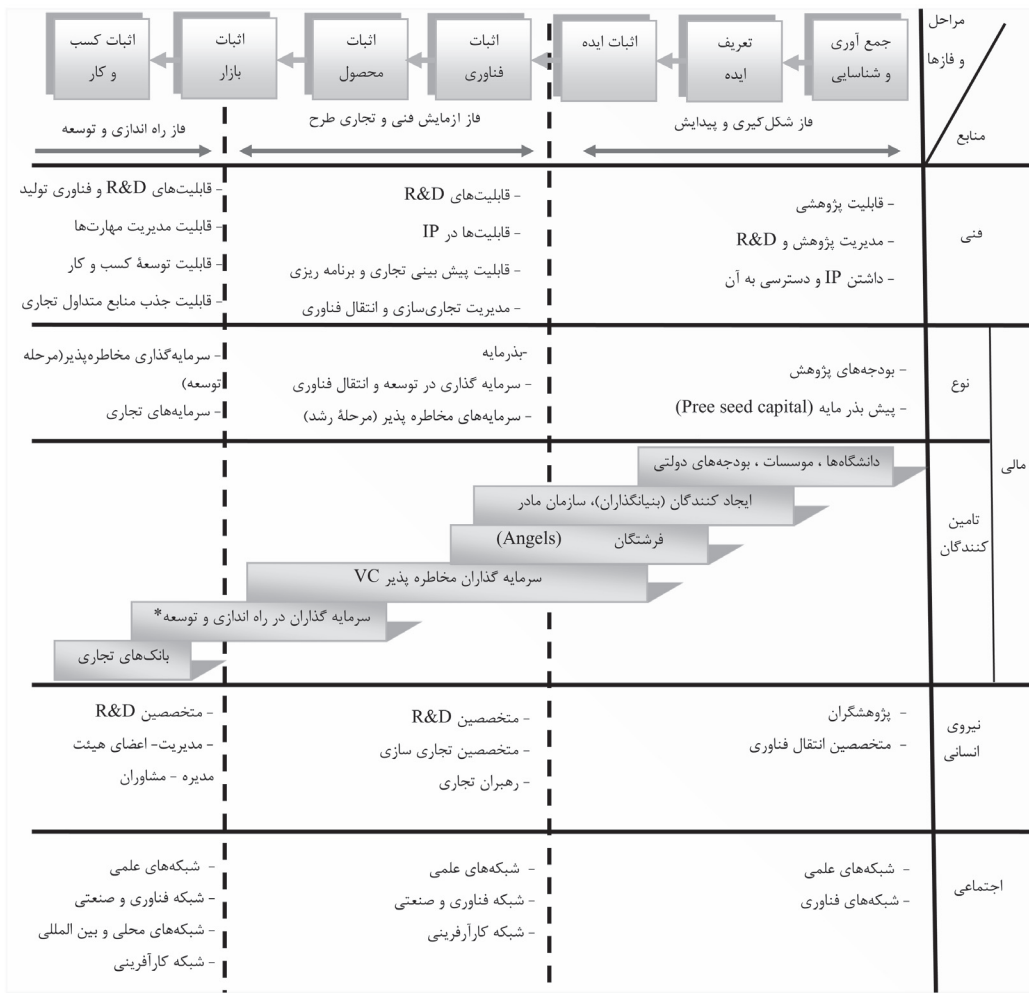 مراحل
و فازها
منابع
جمع آوری
و شناسایی
تعریف
ایده
اثبات ایده
اثبات
فناوری
اثبات
محصول
اثبات
بازار
اثبات کسب
و کار
فاز شکل‌گیری و پیدایش
فاز ازمایش فنی و تجاری طرح
فاز راه اندازی و توسعه
فنی
- قابلیت پژوهشی
- مدیریت پژوهش و R&D
- داشتن IP و دسترسی به آن
- قابلیت‌های R&D
- قابلیت‌ها در IP
- قابلیت پیش بینی تجاری و برنامه ریزی
- مدیریت تجاری‌سازی و انتقال فناوری
- قابلیت‌های R&D و فناوری تولید
- قابلیت مدیریت مهارت‌ها
- قابلیت توسعۀ کسب و کار
- قابلیت جذب منابع متداول تجاری
مالی
نوع
- بودجه‌های پژوهش
- پیش بذر مایه (Pree seed capital)
-بذرمایه
- سرمایه گذاری در توسعه و انتقال فناوری
- سرمایه‌های مخاطره پذیر (مرحلۀ رشد)
- سرمایه‌گذاری مخاطره‌پذیر(مرحله
توسعه)
- سرمایه‌های تجاری
تامین
کنندگان
دانشگاه‌ها ، موسسات ، بودجه‌های دولتی
ایجاد کنندگان (بنیانگذاران)، سازمان مادر
فرشتگان (Angels)
سرمایه گذاران مخاطره پذیر VC
سرمایه گذاران در راه اندازی و توسعه*
بانک‌های تجاری
نیروی
انسانی
- پژوهشگران
- متخصصین انتقال فناوری
- متخصصین R&D
- متخصصین تجاری سازی
- رهبران تجاری
- متخصصین R&D
- مدیریت- اعضای هیئت
مدیره - مشاوران
اجتماعی
- شبکه‌های علمی
- شبکه‌های فناوری
- شبکه‌های علمی
- شبکه فناوری و صنعتی
- شبکه کارآرفرینی
- شبکه‌های علمی
- شبکه فناوری و صنعتی
- شبکه‌های محلی و بین المللی
- شبکه کارآفرینی